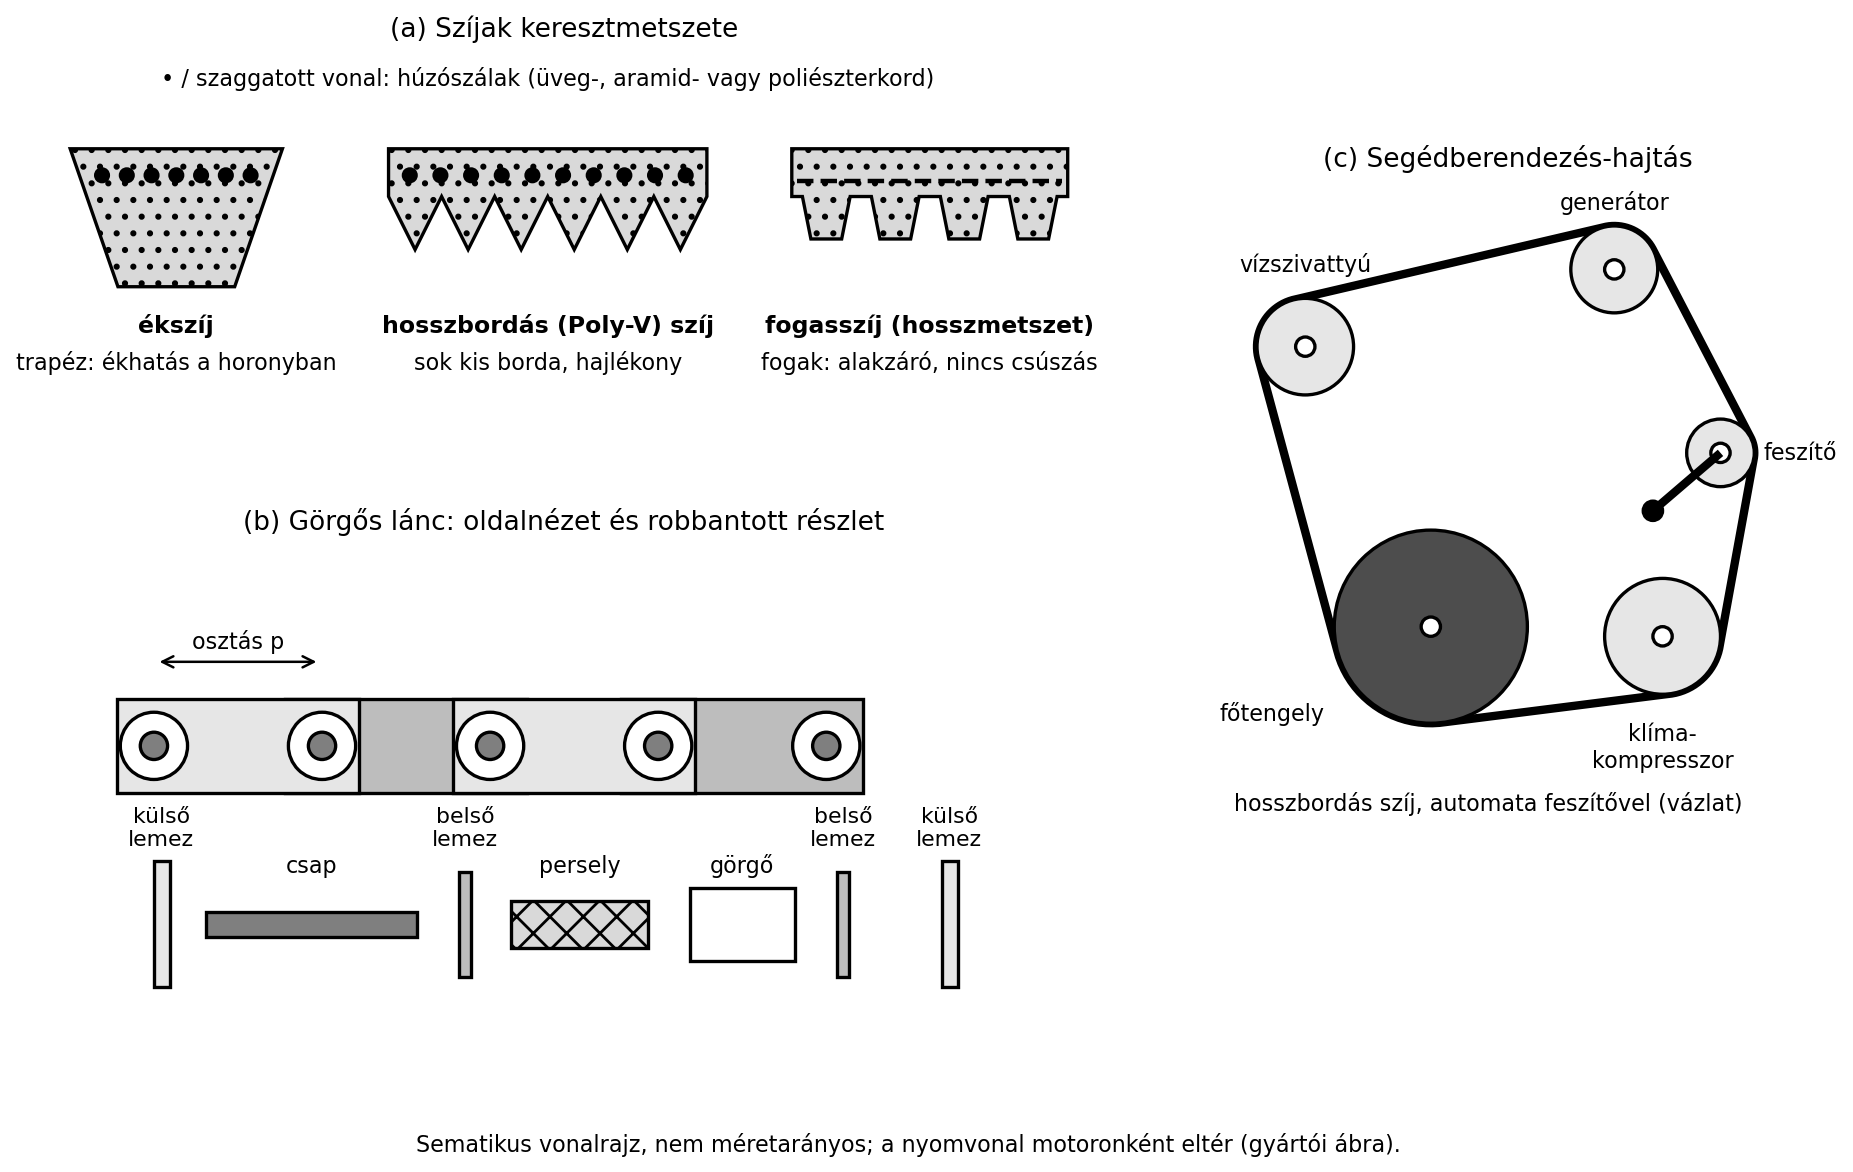 (a) Szíjak keresztmetszete
• / szaggatott vonal: húzószálak (üveg-, aramid- vagy poliészterkord)
ékszíj
trapéz: ékhatás a horonyban
hosszbordás (Poly-V) szíj
sok kis borda, hajlékony
fogasszíj (hosszmetszet)
fogak: alakzáró, nincs csúszás
(b) Görgős lánc: oldalnézet és robbantott részlet
osztás p
külső
lemez
csap
belső
lemez
persely
görgő
belső
lemez
külső
lemez
(c) Segédberendezés-hajtás
generátor
vízszivattyú
feszítő
főtengely
klíma-
kompresszor
hosszbordás szíj, automata feszítővel (vázlat)
Sematikus vonalrajz, nem méretarányos; a nyomvonal motoronként eltér (gyártói ábra).